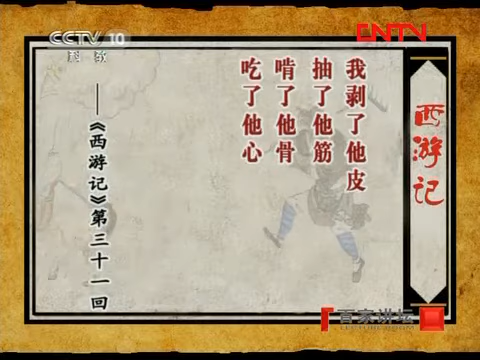 CCTV 10
科教
CNTV
西游记
我剥了他皮
抽了他筋
啃了他骨
吃了他心
——《西游记》第三十一回
百家讲坛